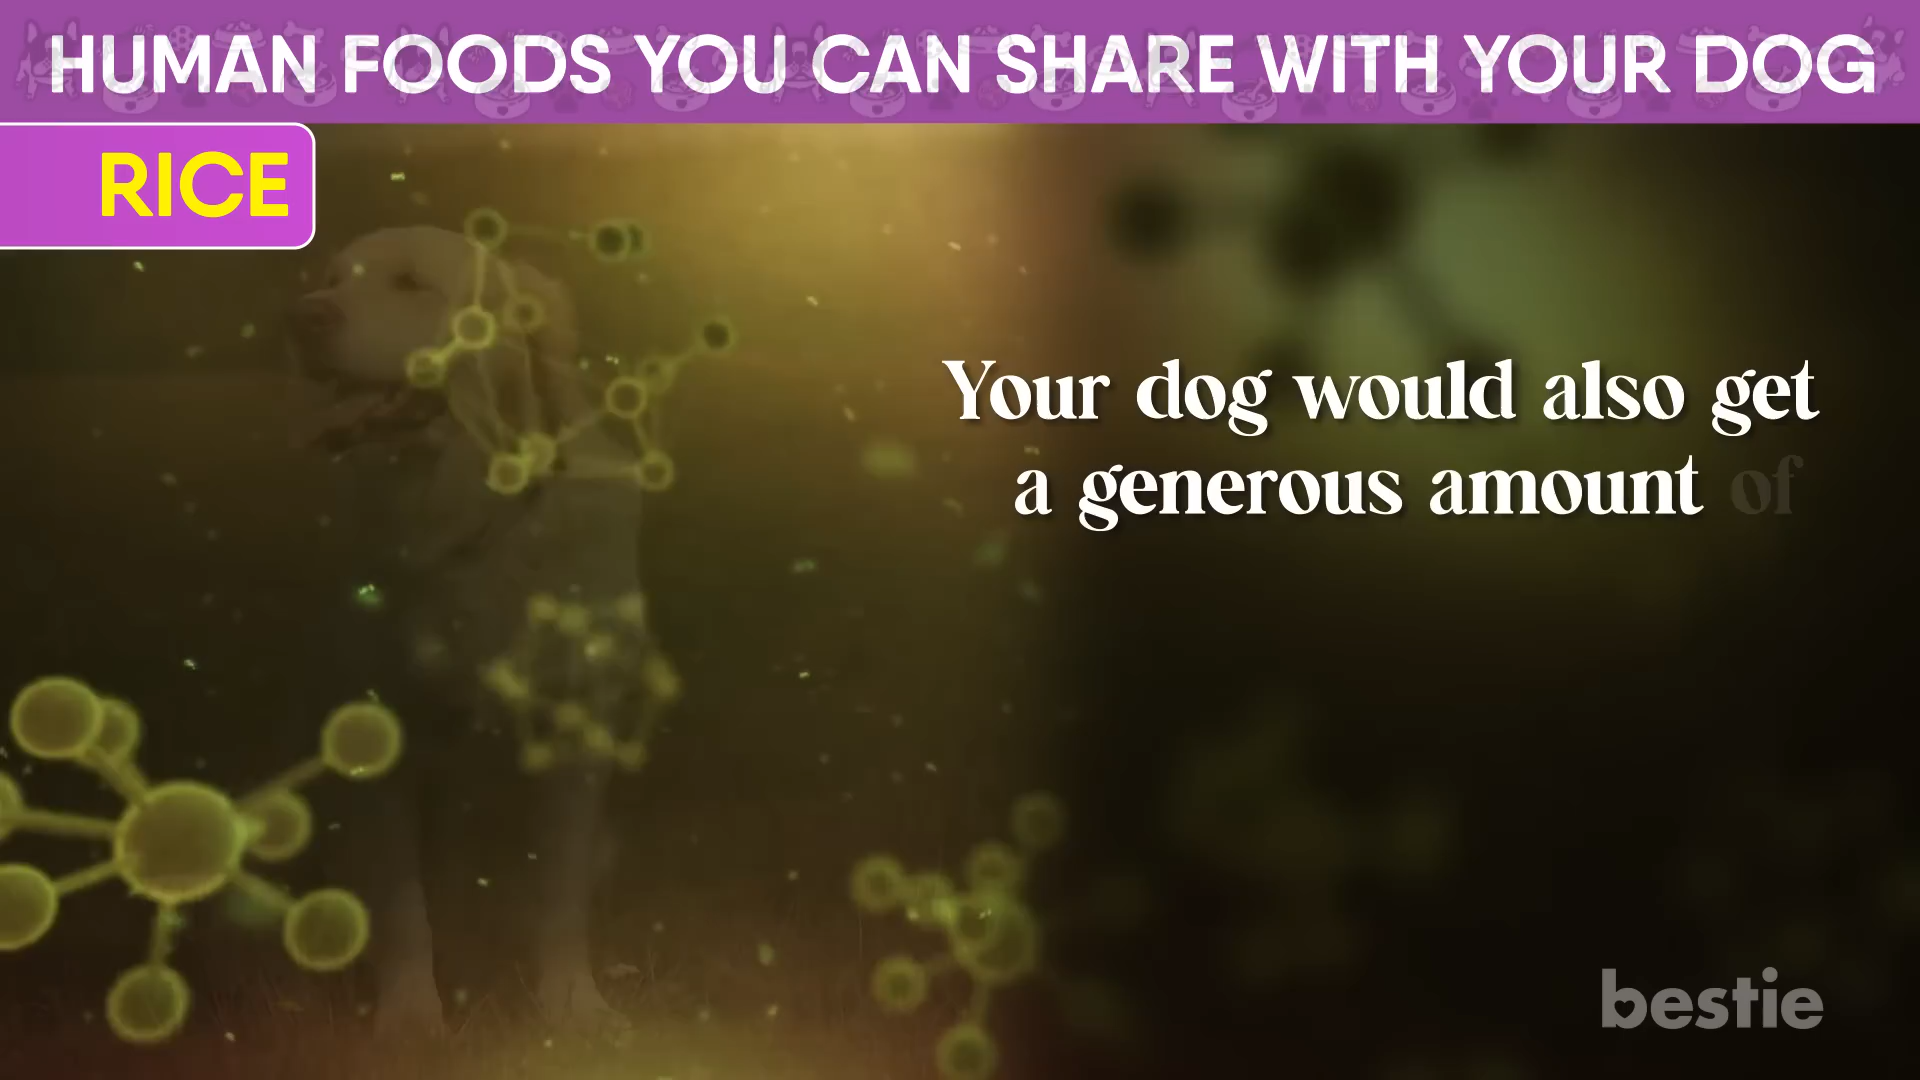 HUMAN FOODS YOU CAN SHARE WITH YOUR DOG
RICE
Your dog would also get
a generous amount of
bestie